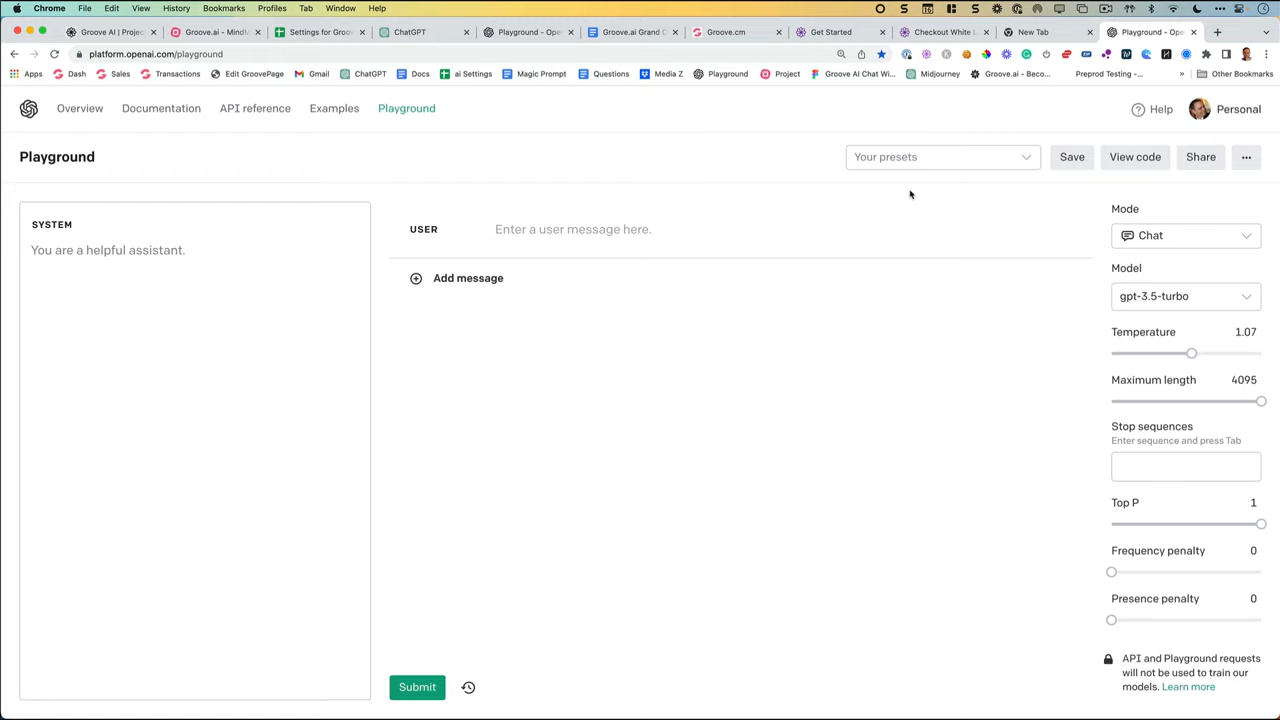 Chrome File Edit View History Bookmarks Profiles Tab Window Help
Groove AI | Projec
Groove.ai - MindM
Settings for Groov
ChatGPT
Playground - Open
Groove.ai Grand O
Groove.cm
Get Started
Checkout White L
New Tab
Playground - Ope
platform.openai.com/playground
Apps Dash Sales Transactions Edit GroovePage Gmail ChatGPT Docs ai Settings Magic Prompt Questions Media Z Playground Project Groove AI Chat Wi... Midjourney Groove.ai - Beco... Preprod Testing -... » Other Bookmarks
Overview Documentation API reference Examples Playground Help Personal
Playground Your presets Save View code Share ...
SYSTEM
You are a helpful assistant.
USER Enter a user message here.
Add message
Submit
Mode
Chat
Model
gpt-3.5-turbo
Temperature 1.07
Maximum length 4095
Stop sequences
Enter sequence and press Tab
Top P 1
Frequency penalty 0
Presence penalty 0
API and Playground requests
will not be used to train our
models. Learn more